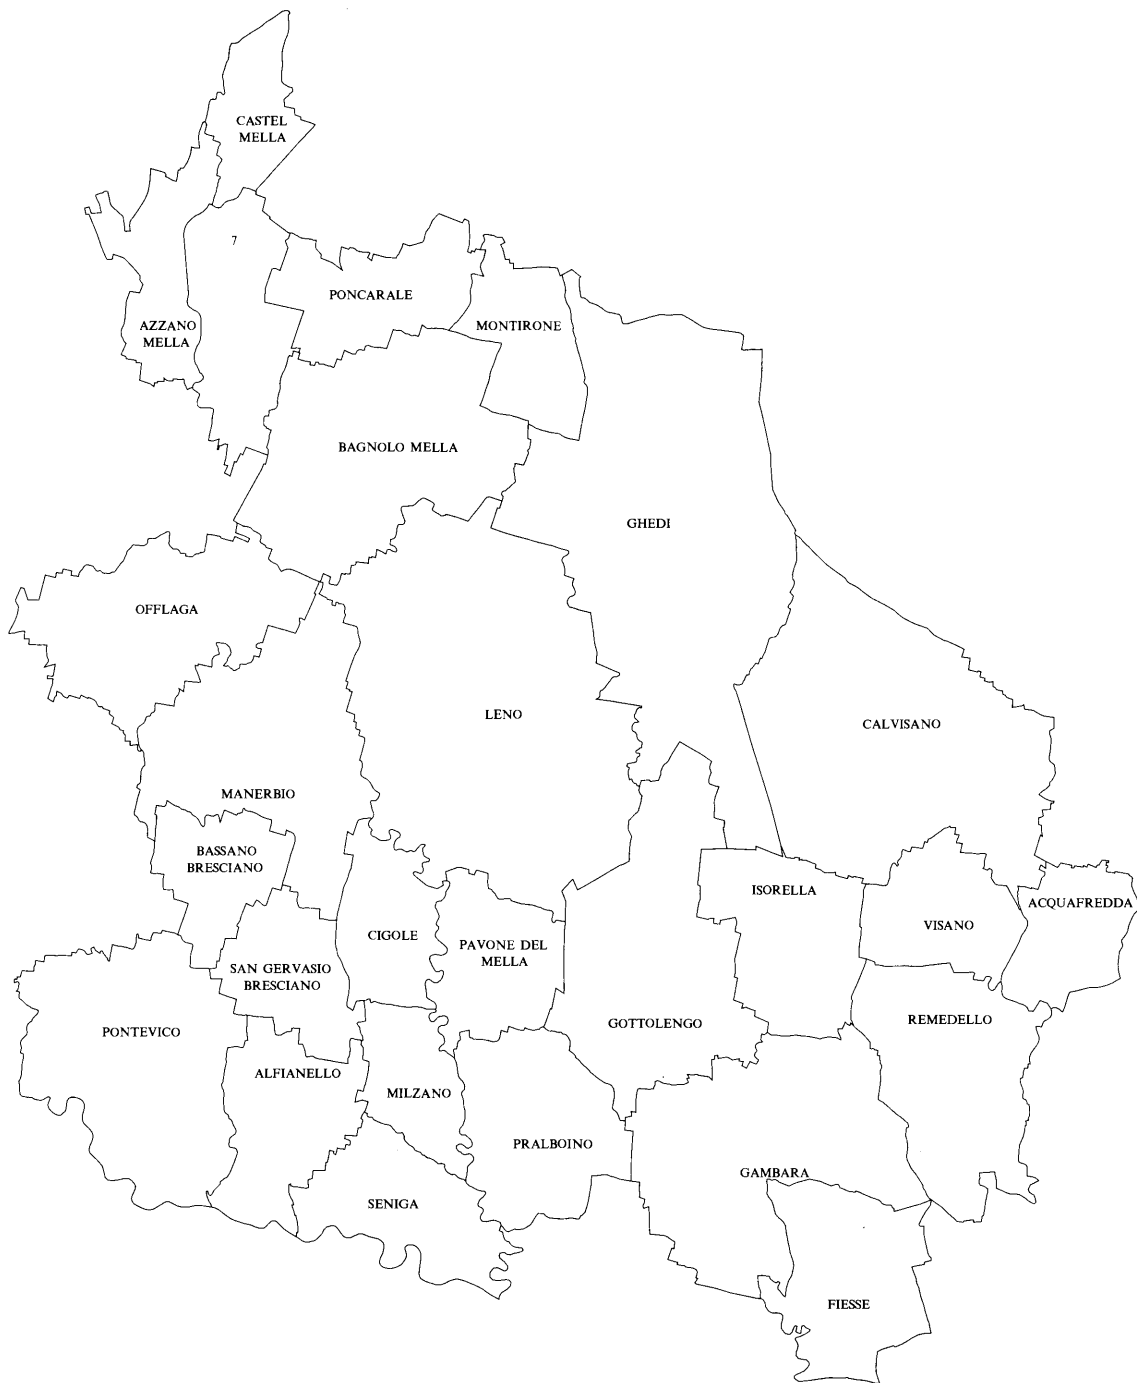 CASTEL
MELLA
7
PONCARALE
AZZANO
MELLA
MONTIRONE
BAGNOLO MELLA
GHEDI
OFFLAGA
LENO
CALVISANO
MANERBIO
BASSANO
BRESCIANO
ISORELLA
ACQUAFREDDA
VISANO
CIGOLE
PAVONE DEL
MELLA
SAN GERVASIO
BRESCIANO
PONTEVICO
GOTTOLENGO
REMEDELLO
ALFIANELLO
MILZANO
PRALBOINO
GAMBARA
SENIGA
FIESSE